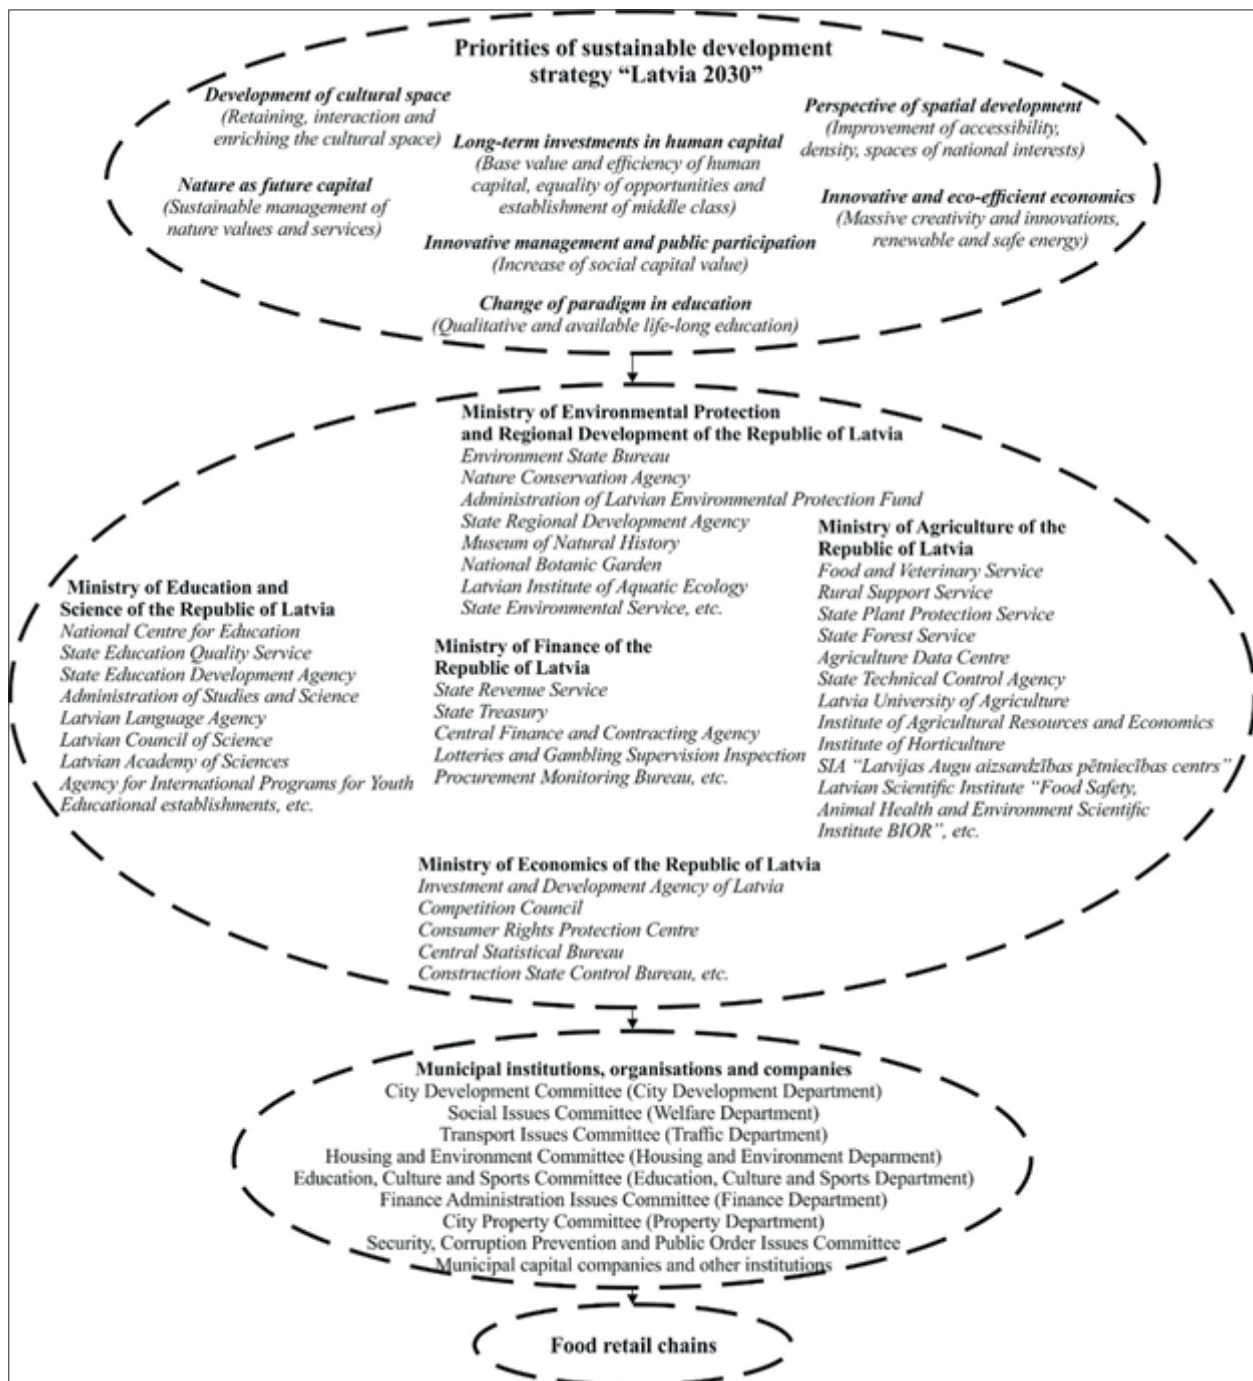 Priorities of sustainable development
strategy “Latvia 2030”
Development of cultural space
(Retaining, interaction and
enriching the cultural space)
Nature as future capital
(Sustainable management of
nature values and services)
Long-term investments in human capital
(Base value and efficiency of human
capital, equality of opportunities and
establishment of middle class)
Innovative management and public participation
(Increase of social capital value)
Change of paradigm in education
(Qualitative and available life-long education)
Perspective of spatial development
(Improvement of accessibility,
density, spaces of national interests)
Innovative and eco-efficient economics
(Massive creativity and innovations,
renewable and safe energy)
Ministry of Environmental Protection
and Regional Development of the Republic of Latvia
Environment State Bureau
Nature Conservation Agency
Administration of Latvian Environmental Protection Fund
State Regional Development Agency
Museum of Natural History
National Botanic Garden
Latvian Institute of Aquatic Ecology
State Environmental Service, etc.
Ministry of Education and
Science of the Republic of Latvia
National Centre for Education
State Education Quality Service
State Education Development Agency
Administration of Studies and Science
Latvian Language Agency
Latvian Council of Science
Latvian Academy of Sciences
Agency for International Programs for Youth
Educational establishments, etc.
Ministry of Finance of the
Republic of Latvia
State Revenue Service
State Treasury
Central Finance and Contracting Agency
Lotteries and Gambling Supervision Inspection
Procurement Monitoring Bureau, etc.
Ministry of Agriculture of the
Republic of Latvia
Food and Veterinary Service
Rural Support Service
State Plant Protection Service
State Forest Service
Agriculture Data Centre
State Technical Control Agency
Latvia University of Agriculture
Institute of Agricultural Resources and Economics
Institute of Horticulture
SIA “Latvijas Augu aizsardzības pētniecības centrs”
Latvian Scientific Institute “Food Safety,
Animal Health and Environment Scientific
Institute BIOR”, etc.
Ministry of Economics of the Republic of Latvia
Investment and Development Agency of Latvia
Competition Council
Consumer Rights Protection Centre
Central Statistical Bureau
Construction State Control Bureau, etc.
Municipal institutions, organisations and companies
City Development Committee (City Development Department)
Social Issues Committee (Welfare Department)
Transport Issues Committee (Traffic Department)
Housing and Environment Committee (Housing and Environment Deparment)
Education, Culture and Sports Committee (Education, Culture and Sports Department)
Finance Administration Issues Committee (Finance Department)
City Property Committee (Property Department)
Security, Corruption Prevention and Public Order Issues Committee
Municipal capital companies and other institutions
Food retail chains